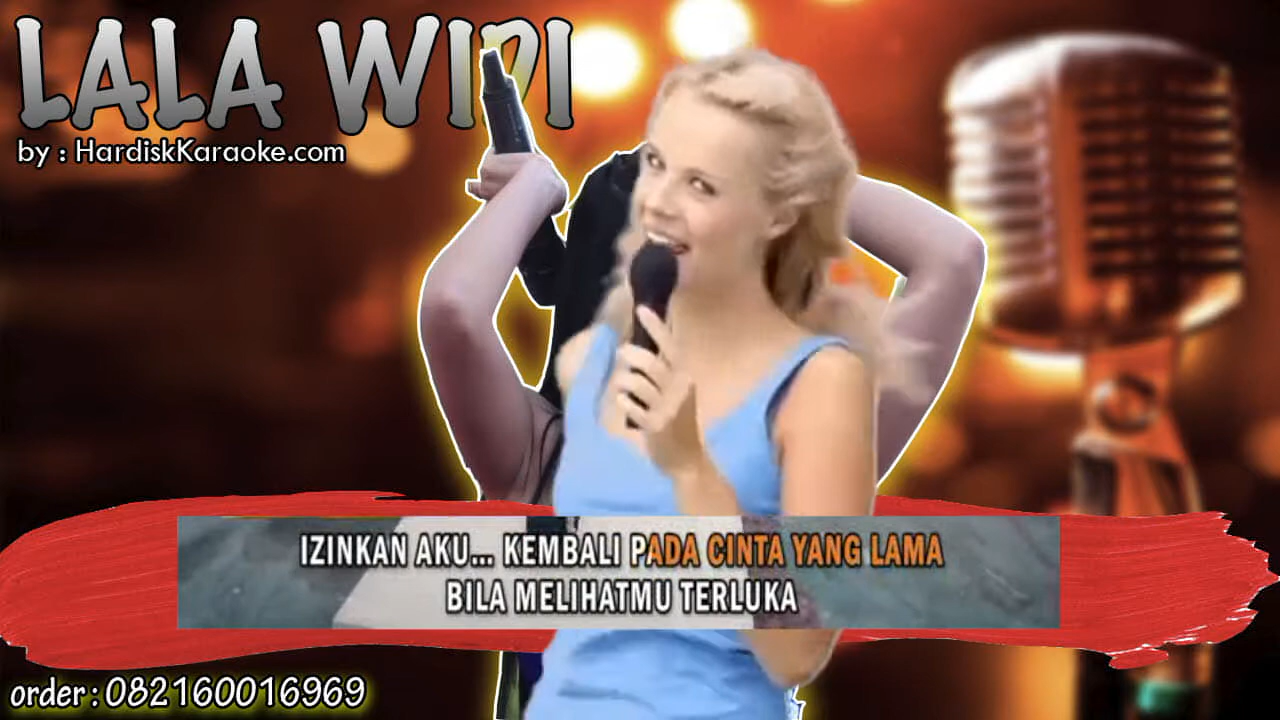 LALA WIDI
by : HardiskKaraoke.com
IZINKAN AKU... KEMBALI PADA CINTA YANG LAMA
BILA MELIHATMU TERLUKA
order : 082160016969